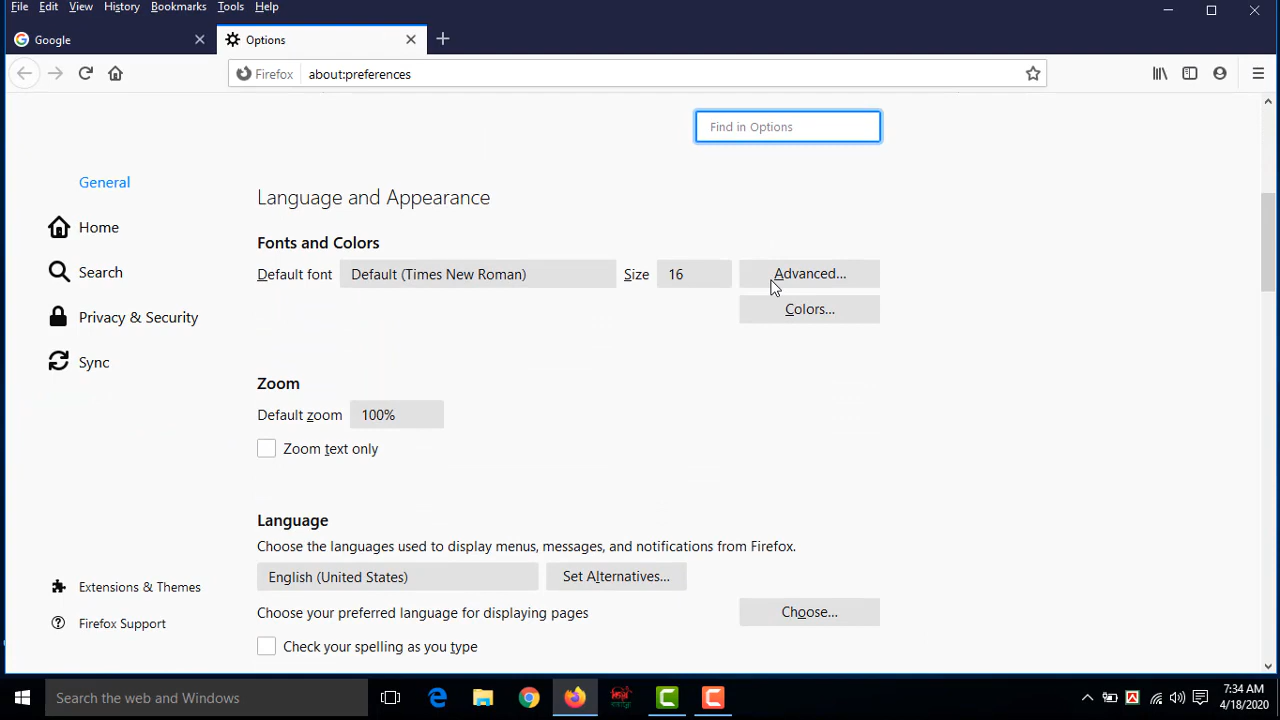 File Edit View History Bookmarks Tools Help
Google
Options
Firefox about:preferences
Find in Options
General
Home
Search
Privacy & Security
Sync
Extensions & Themes
Firefox Support
Language and Appearance
Fonts and Colors
Default font Default (Times New Roman) Size 16 Advanced...
Colors...
Zoom
Default zoom 100%
Zoom text only
Language
Choose the languages used to display menus, messages, and notifications from Firefox.
English (United States) Set Alternatives...
Choose your preferred language for displaying pages Choose...
Check your spelling as you type
Search the web and Windows
7:34 AM
4/18/2020